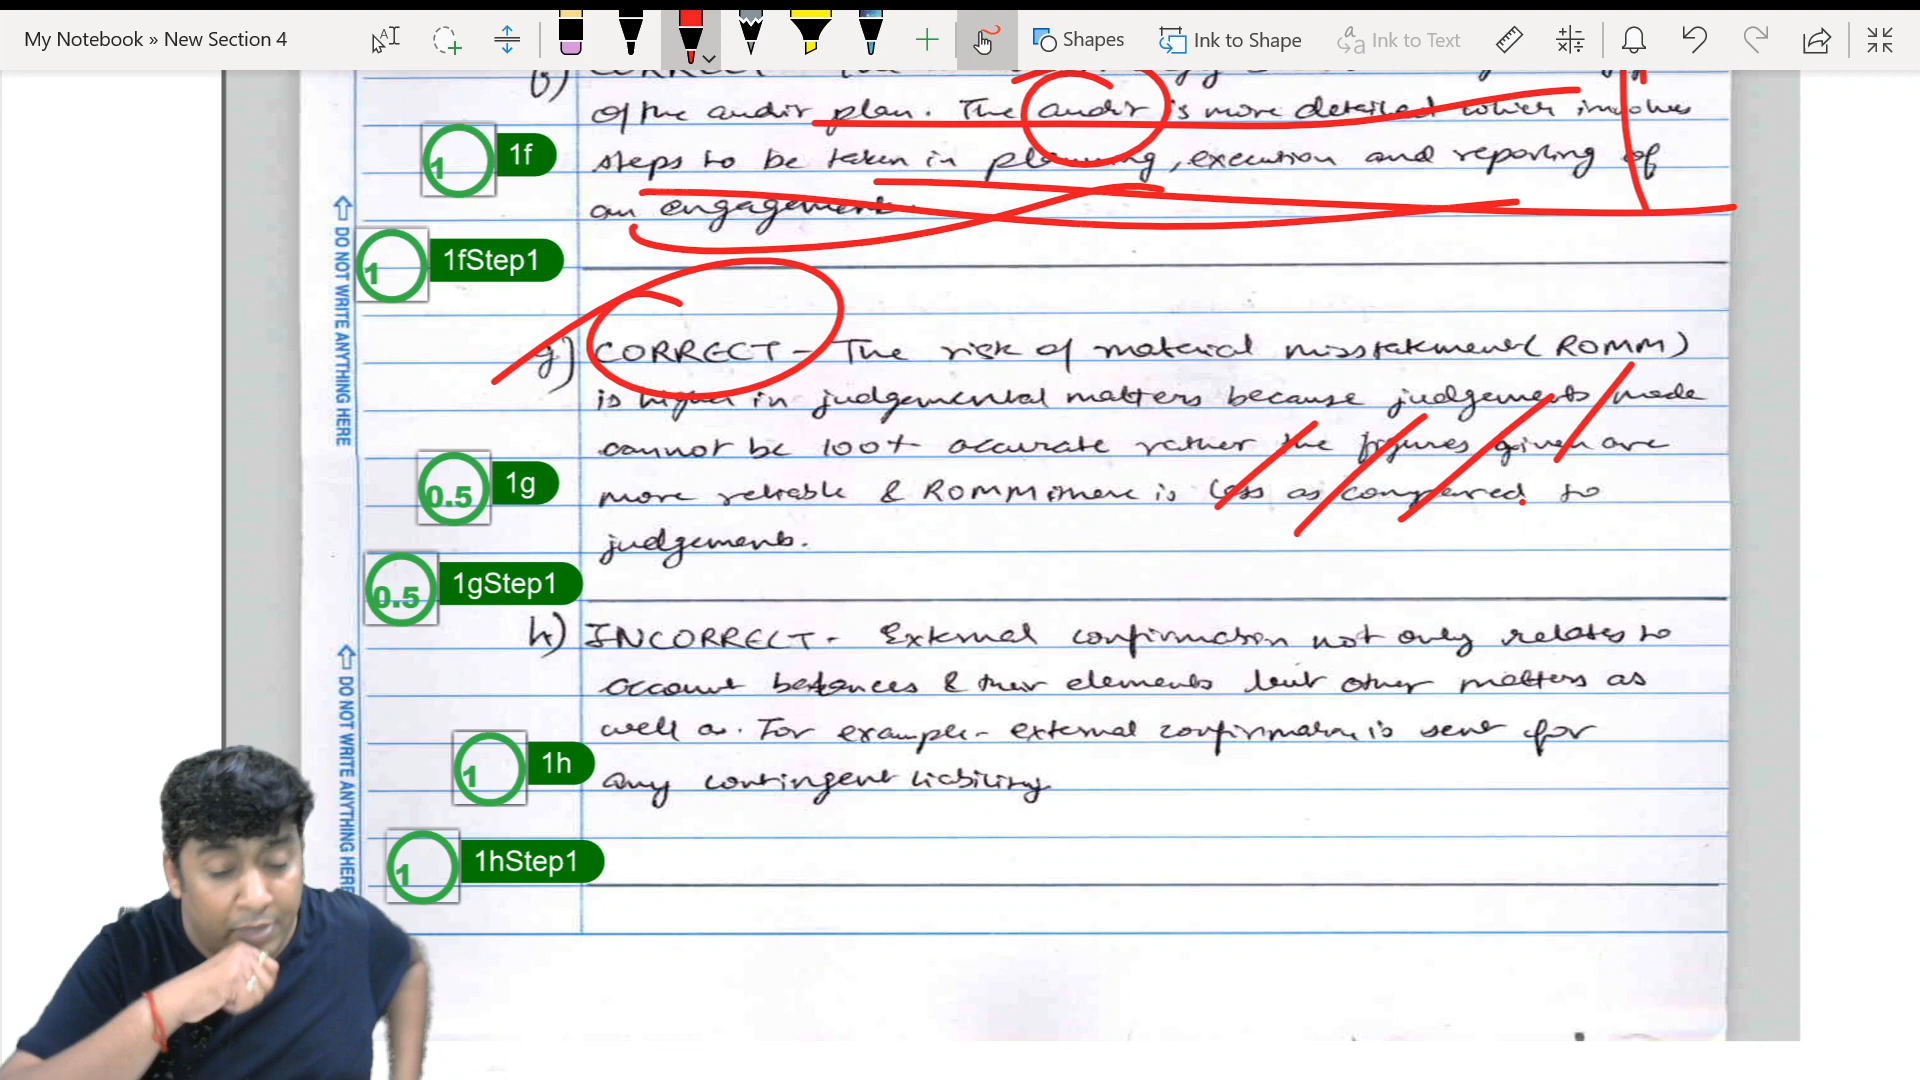 My Notebook » New Section 4
Shapes
Ink to Shape
Ink to Text
f) CORRECT
of the audit plan. The audit is more detailed which involves
1 1f
steps to be taken in planning, execution and reporting of
an engagement.
1 1fStep1
g) CORRECT - The risk of material misstatement (ROMM)
is higher in judgemental matters because judgements made
cannot be 100% accurate rather the figures given are
0.5 1g
more reliable & ROMM there is less as compared to
judgements.
0.5 1gStep1
h) INCORRECT - External confirmation not only relates to
account balances & their elements but other matters as
well as. For example - external confirmation is sent for
1 1h
any contingent liability
1 1hStep1
DO NOT WRITE ANYTHING HERE
DO NOT WRITE ANYTHING HERE